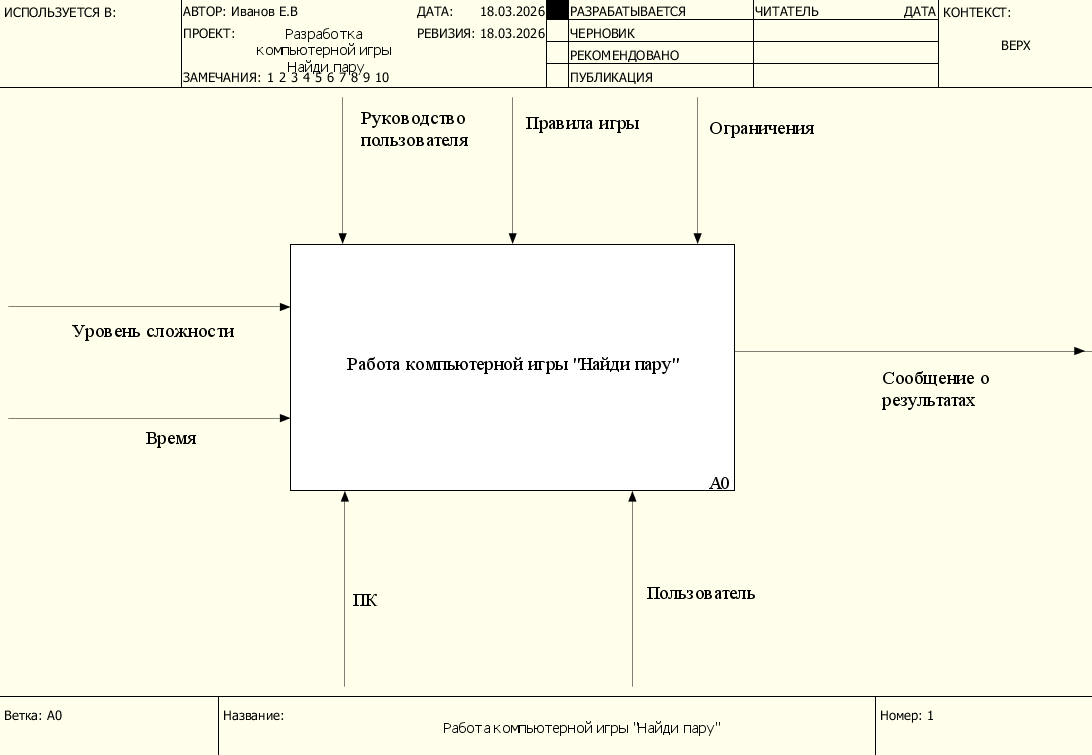 ИСПОЛЬЗУЕТСЯ В:
АВТОР: Иванов Е.В
ДАТА: 18.03.2026
РАЗРАБАТЫВАЕТСЯ
ЧИТАТЕЛЬ
ДАТА
КОНТЕКСТ:
ПРОЕКТ: Разработка
компьютерной игры
Найди пару
РЕВИЗИЯ: 18.03.2026
ЧЕРНОВИК
ВЕРХ
РЕКОМЕНДОВАНО
ЗАМЕЧАНИЯ: 1 2 3 4 5 6 7 8 9 10
ПУБЛИКАЦИЯ
Руководство
пользователя
Правила игры
Ограничения
Уровень сложности
Работа компьютерной игры "Найди пару"
Сообщение о
результатах
Время
A0
ПК
Пользователь
Ветка: A0
Название:
Работа компьютерной игры "Найди пару"
Номер: 1